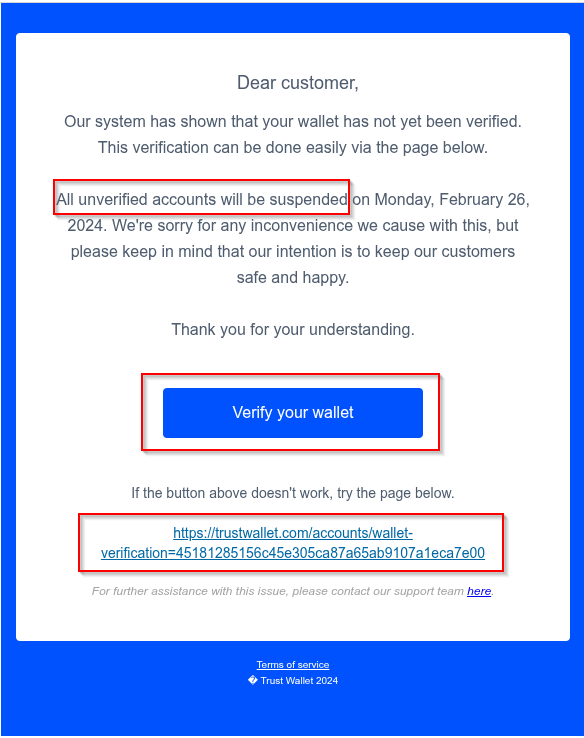 Dear customer,
Our system has shown that your wallet has not yet been verified.
This verification can be done easily via the page below.
All unverified accounts will be suspended on Monday, February 26,
2024. We're sorry for any inconvenience we cause with this, but
please keep in mind that our intention is to keep our customers
safe and happy.
Thank you for your understanding.
Verify your wallet
If the button above doesn't work, try the page below.
https://trustwallet.com/accounts/wallet-
verification=45181285156c45e305ca87a65ab9107a1eca7e00
For further assistance with this issue, please contact our support team here.
Terms of service
� Trust Wallet 2024